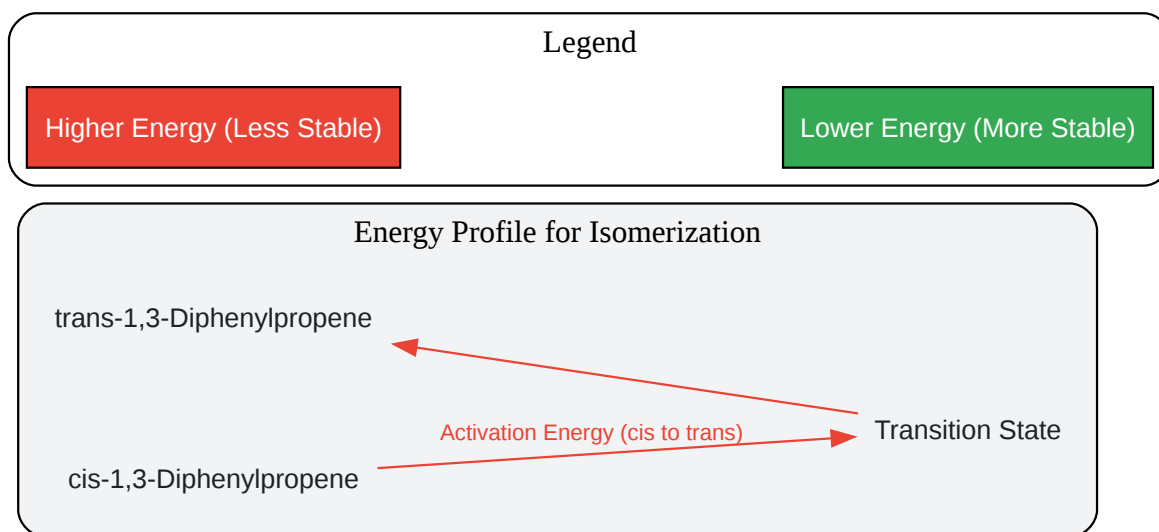 Legend
Higher Energy (Less Stable)
Lower Energy (More Stable)
Energy Profile for Isomerization
trans-1,3-Diphenylpropene
Activation Energy (cis to trans)
Transition State
cis-1,3-Diphenylpropene